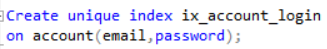 Create unique index ix_account_login
on account(email,password);